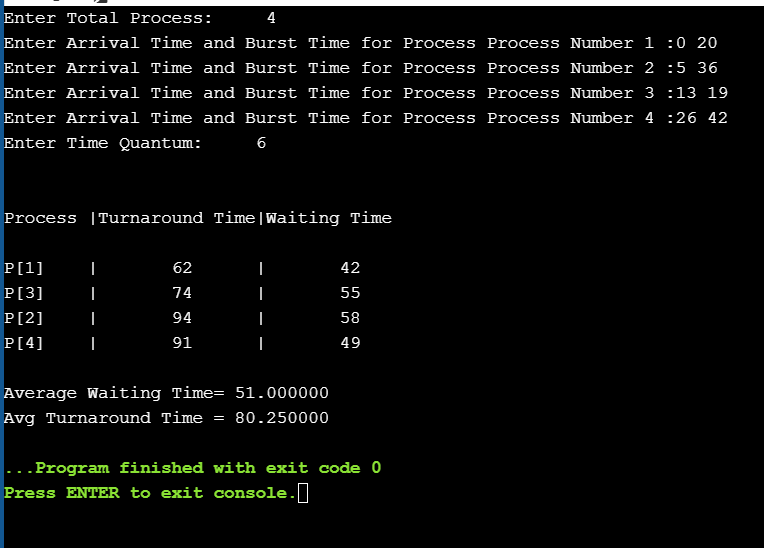 Enter Total Process: 4
Enter Arrival Time and Burst Time for Process Process Number 1 :0 20
Enter Arrival Time and Burst Time for Process Process Number 2 :5 36
Enter Arrival Time and Burst Time for Process Process Number 3 :13 19
Enter Arrival Time and Burst Time for Process Process Number 4 :26 42
Enter Time Quantum: 6
Process |Turnaround Time|Waiting Time
P[1] | 62 | 42
P[3] | 74 | 55
P[2] | 94 | 58
P[4] | 91 | 49
Average Waiting Time= 51.000000
Avg Turnaround Time = 80.250000
...Program finished with exit code 0
Press ENTER to exit console.